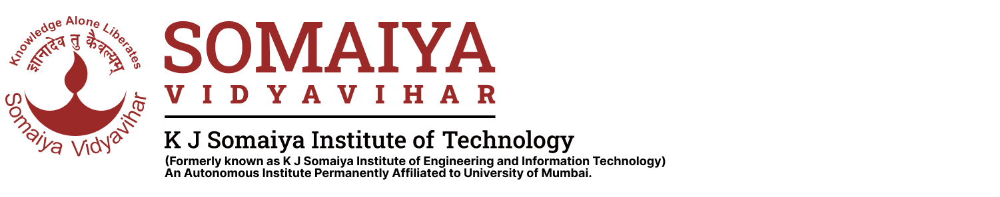 Knowledge Alone Liberates
ज्ञानादेव तु कैवल्यम्
Somaiya Vidyavihar
SOMAIYA
VIDYAVIHAR
K J Somaiya Institute of Technology
(Formerly known as K J Somaiya Institute of Engineering and Information Technology)
An Autonomous Institute Permanently Affiliated to University of Mumbai.